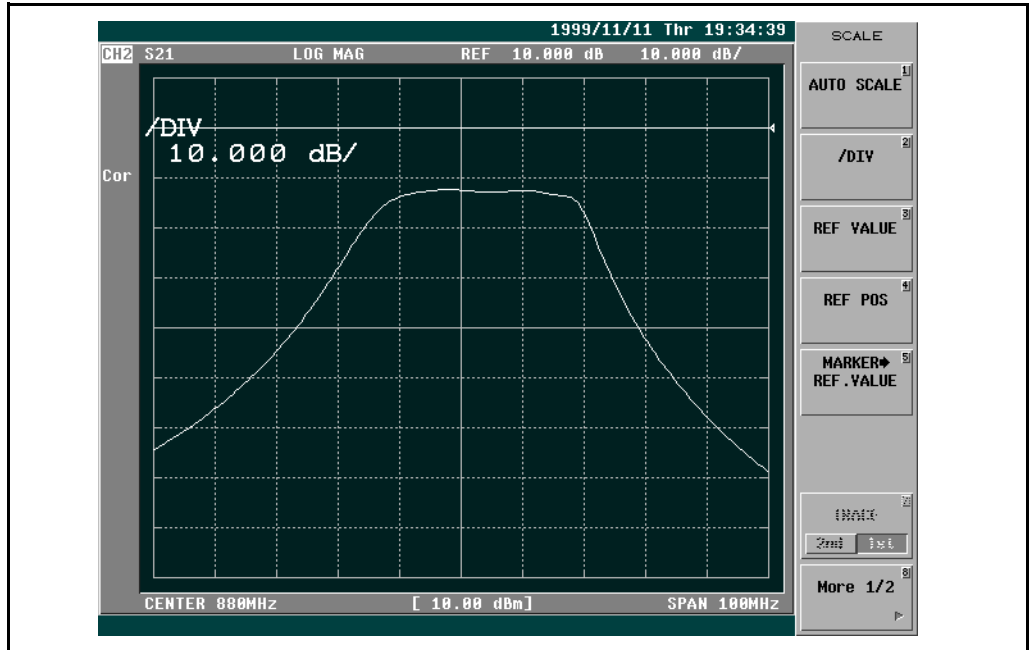 1999/11/11 Thr 19:34:39
CH2 S21 LOG MAG REF 10.000 dB 10.000 dB/
/DIV
10.000 dB/
Cor
CENTER 880MHz [ 10.00 dBm] SPAN 100MHz
SCALE
1
AUTO SCALE
2
/DIV
3
REF VALUE
4
REF POS
5
MARKER➧
REF.VALUE
7
TRACE
2nd 1st
8
More 1/2